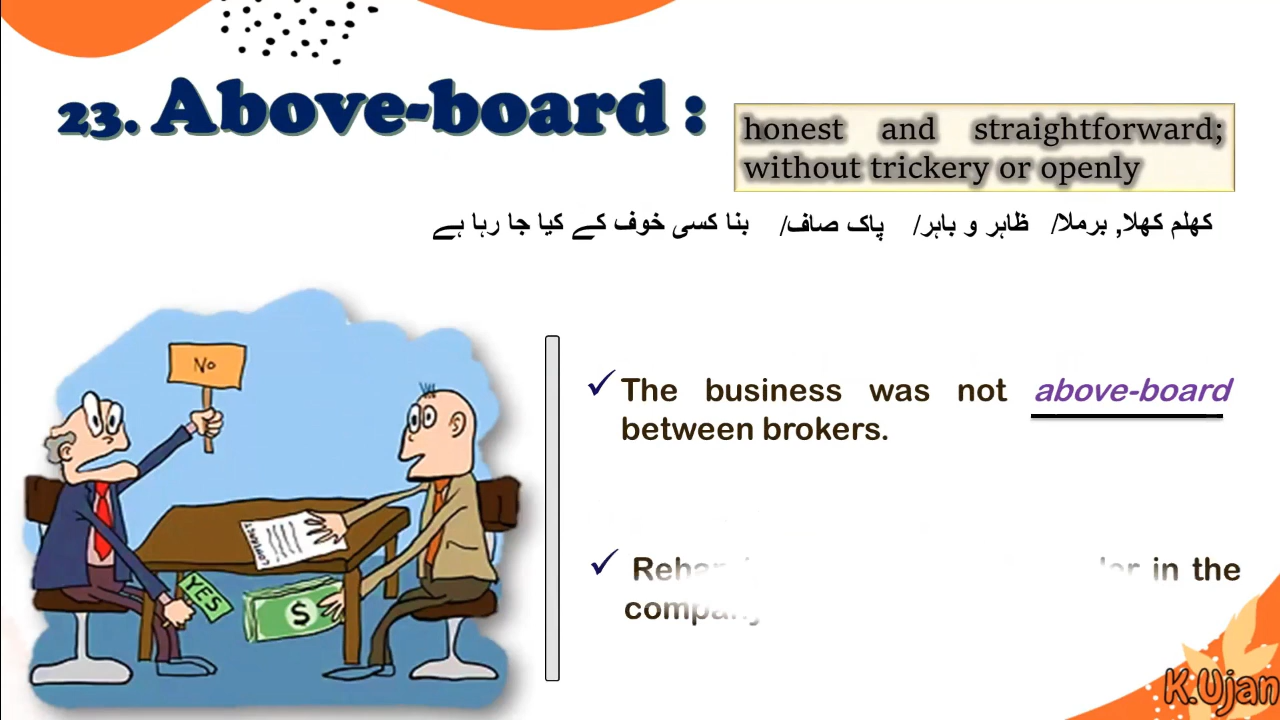 23. Above-board :
honest and straightforward;
without trickery or openly
کھلم کھلا, برملا/ ظاہر و باہر/ پاک صاف/ بنا کسی خوف کے کیا جا رہا ہے
No
CONTRACT
YES
$
The business was not above-board
between brokers.
in the
K.Ujan